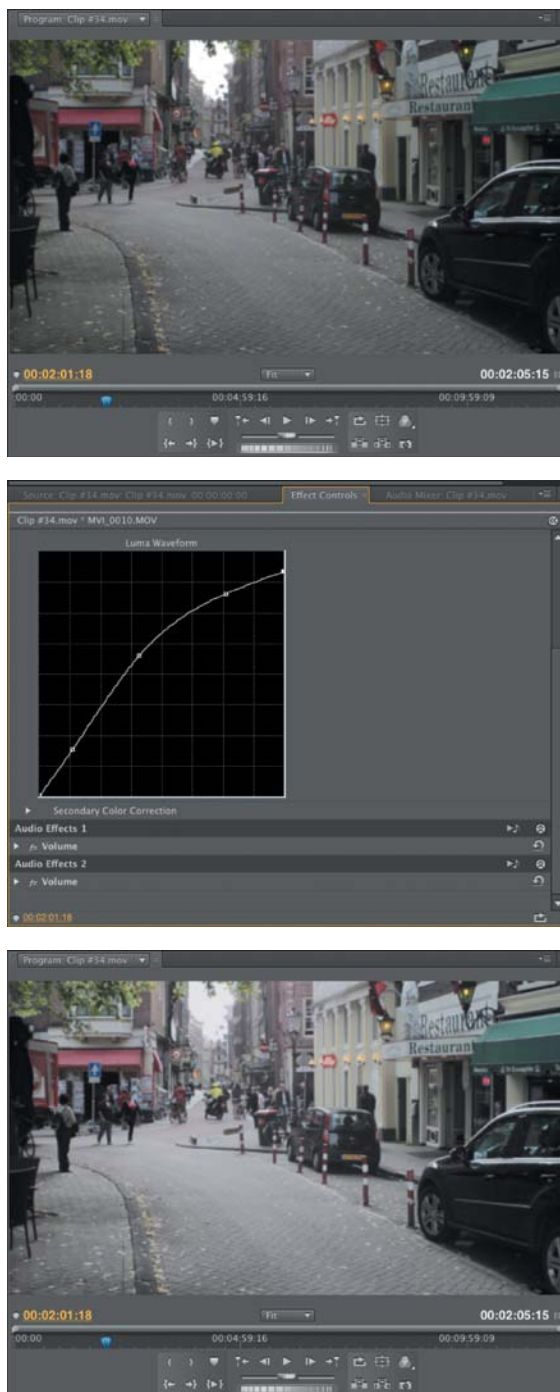 Program: Clip #34.mov
Restaurant
Restaurant
00:02:01:18
Fit
00:02:05:15
00:00
00:04:59:16
00:09:59:09
Source: Clip #34.mov: Clip #34.mov: 00:00:00:00
Effect Controls
Audio Mixer: Clip #34.mov
Clip #34.mov * MVI_0010.MOV
Luma Waveform
Secondary Color Correction
Audio Effects 1
fx Volume
Audio Effects 2
fx Volume
00:02:01:18
Program: Clip #34.mov
Restaurant
Restaurant
00:02:01:18
Fit
00:02:05:15
00:00
00:04:59:16
00:09:59:09